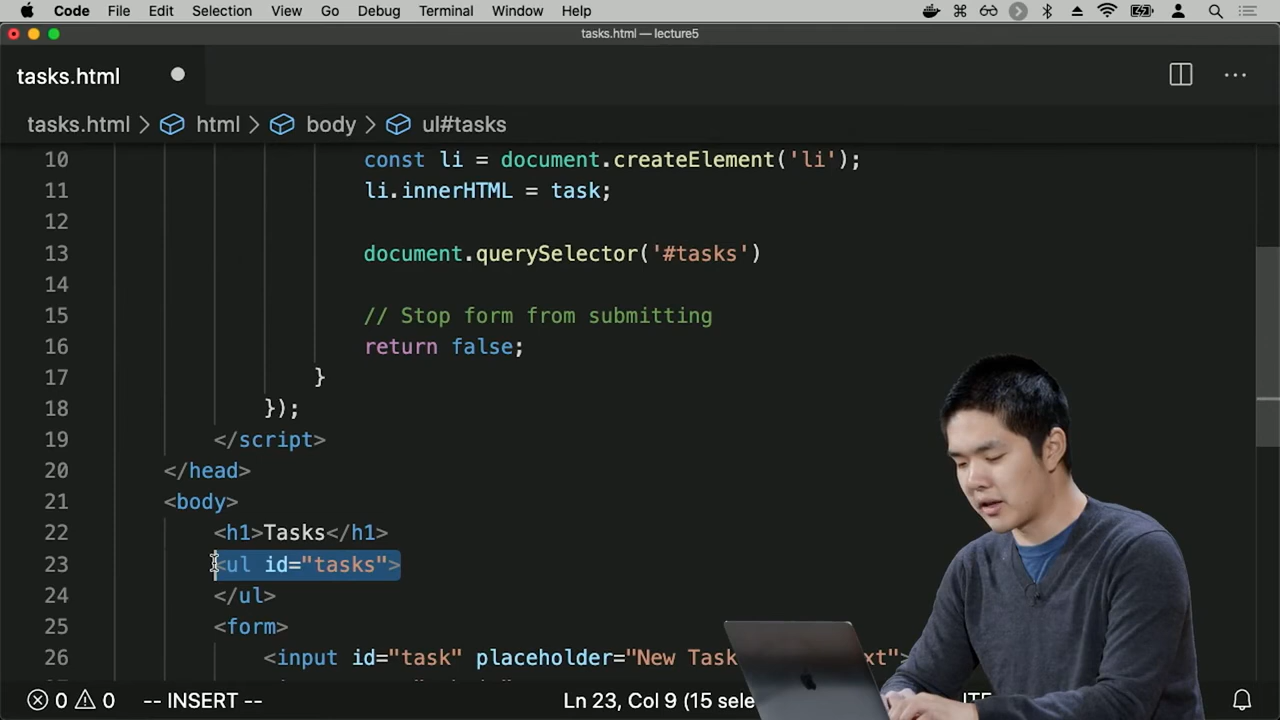 Code File Edit Selection View Go Debug Terminal Window Help
tasks.html — lecture5
tasks.html
tasks.html > html > body > ul#tasks
10 const li = document.createElement('li');
11 li.innerHTML = task;
12
13 document.querySelector('#tasks')
14
15 // Stop form from submitting
16 return false;
17 }
18 });
19 </script>
20 </head>
21 <body>
22 <h1>Tasks</h1>
23 <ul id="tasks">
24 </ul>
25 <form>
26 <input id="task" placeholder="New Task
0 0 -- INSERT -- Ln 23, Col 9 (15 sele